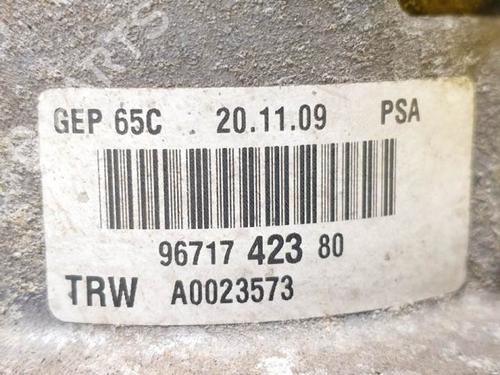 GEP 65C 20.11.09 PSA
96717 423 80
TRW A0023573